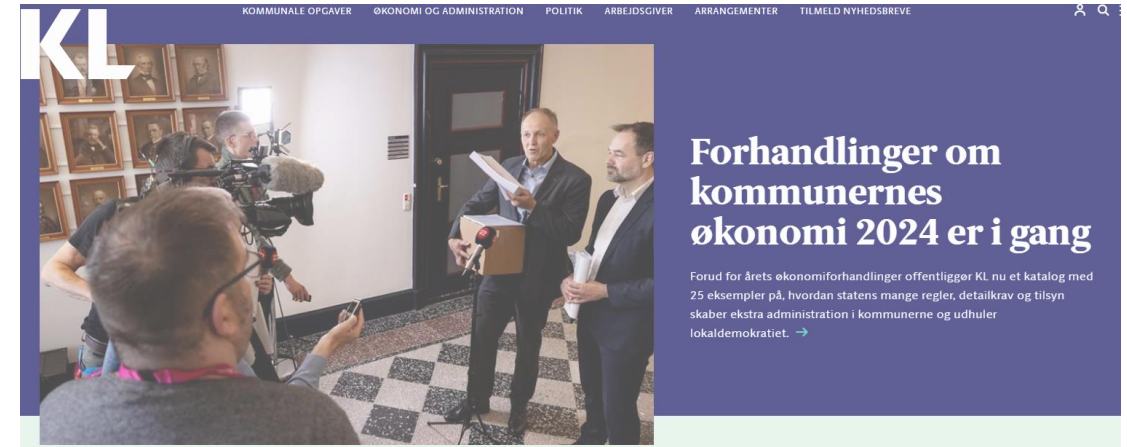 KL
KOMMUNALE OPGAVER ØKONOMI OG ADMINISTRATION POLITIK ARBEJDSGIVER ARRANGEMENTER TILMELD NYHEDSBREVE
Forhandlinger om
kommunernes
økonomi 2024 er i gang
Forud for årets økonomiforhandlinger offentliggør KL nu et katalog med
25 eksempler på, hvordan statens mange regler, detailkrav og tilsyn
skaber ekstra administration i kommunerne og udhuler
lokaldemokratiet. →